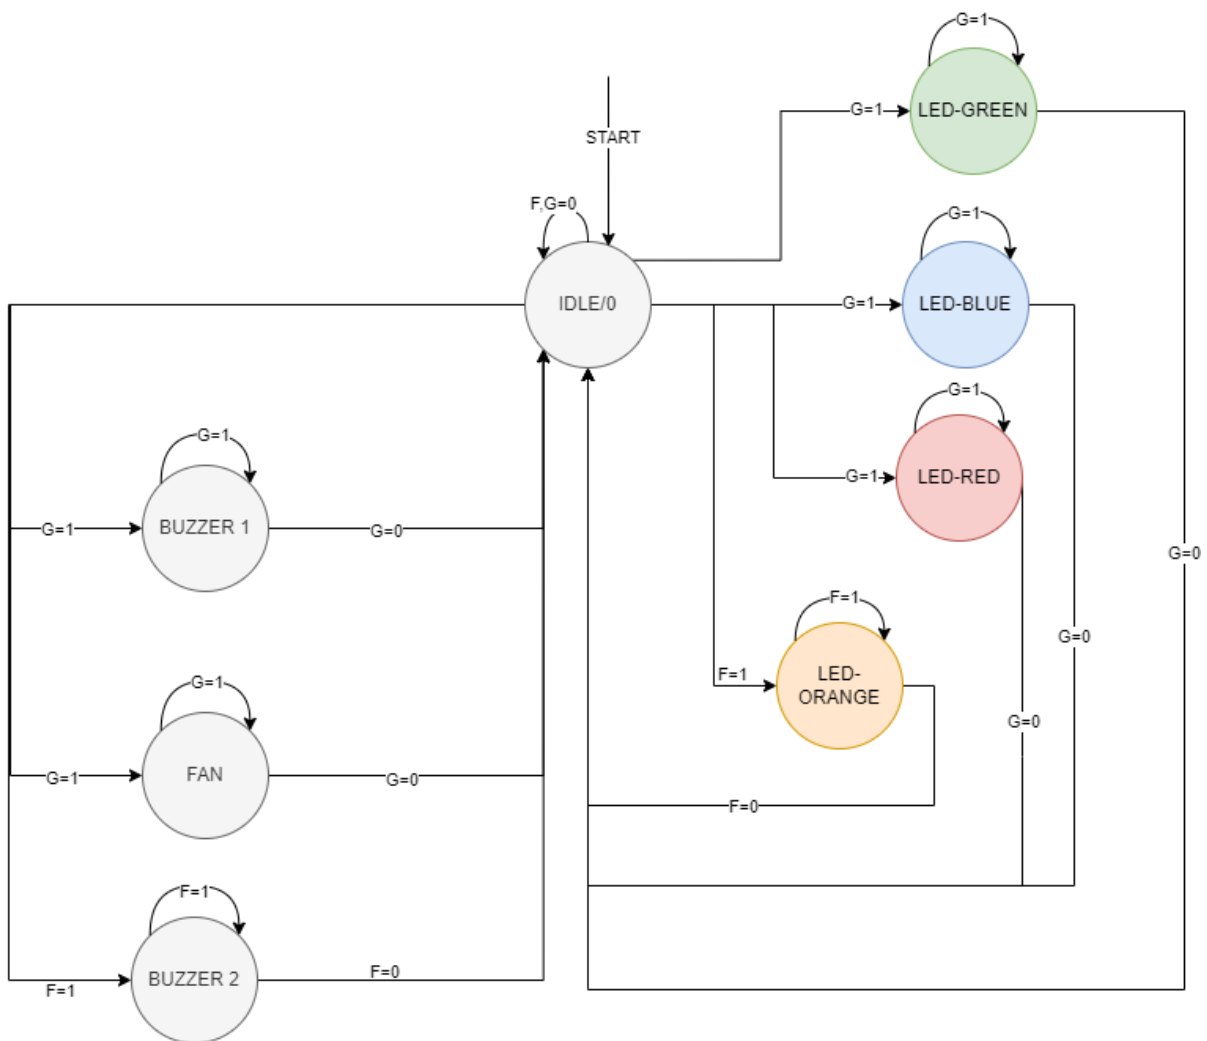 G=1
LED-GREEN
G=1
START
F,G=0
IDLE/0
G=1
LED-BLUE
G=1
G=1
LED-RED
G=1
G=1
BUZZER 1
G=1
G=0
G=0
F=1
LED-
ORANGE
F=1
G=0
G=0
G=1
FAN
G=1
G=0
F=0
F=1
BUZZER 2
F=1
F=0